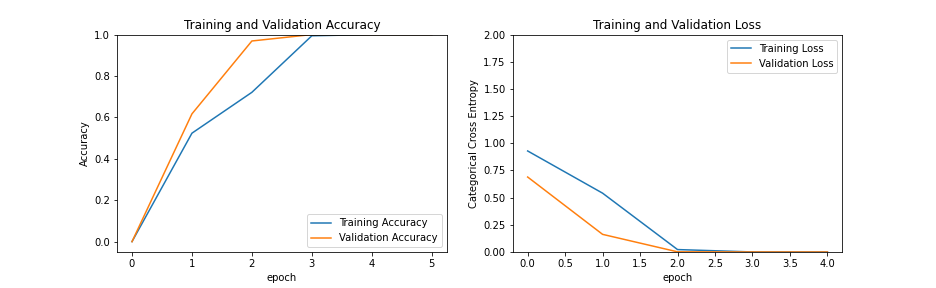 Training and Validation Accuracy
Accuracy
1.0
0.8
0.6
0.4
0.2
0.0
0 1 2 3 4 5
epoch
Training Accuracy
Validation Accuracy
Training and Validation Loss
Categorical Cross Entropy
2.00
1.75
1.50
1.25
1.00
0.75
0.50
0.25
0.00
0.0 0.5 1.0 1.5 2.0 2.5 3.0 3.5 4.0
epoch
Training Loss
Validation Loss